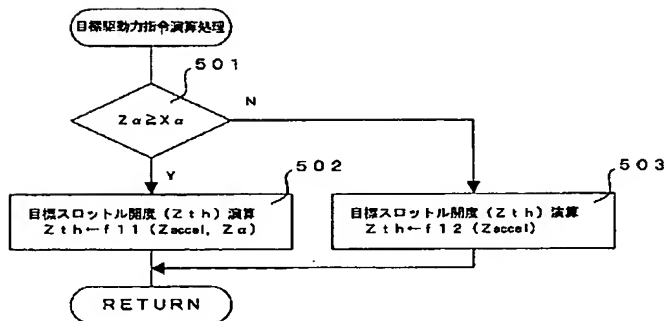 目標駆動力指令演算処理
501
Zα≧Xα
N
Y
502
503
目標スロットル開度（Zth）演算
Zth←f11（Zaccel，Zα）
目標スロットル開度（Zth）演算
Zth←f12（Zaccel）
RETURN